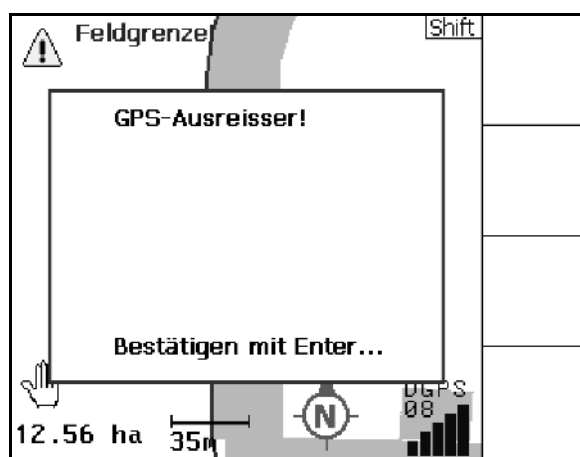 Feldgrenze
Shift
GPS-Ausreisser!
Bestätigen mit Enter...
DGPS
08
N
12.56 ha
35m